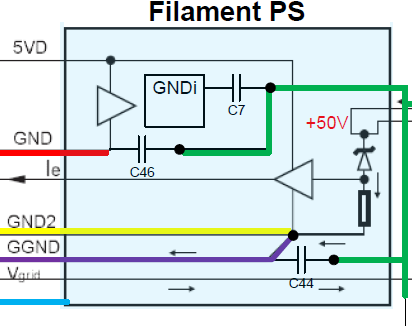 Filament PS
5VD
GNDi
C7
+50V
GND
C46
Ie
GND2
GGND
C44
Vgrid